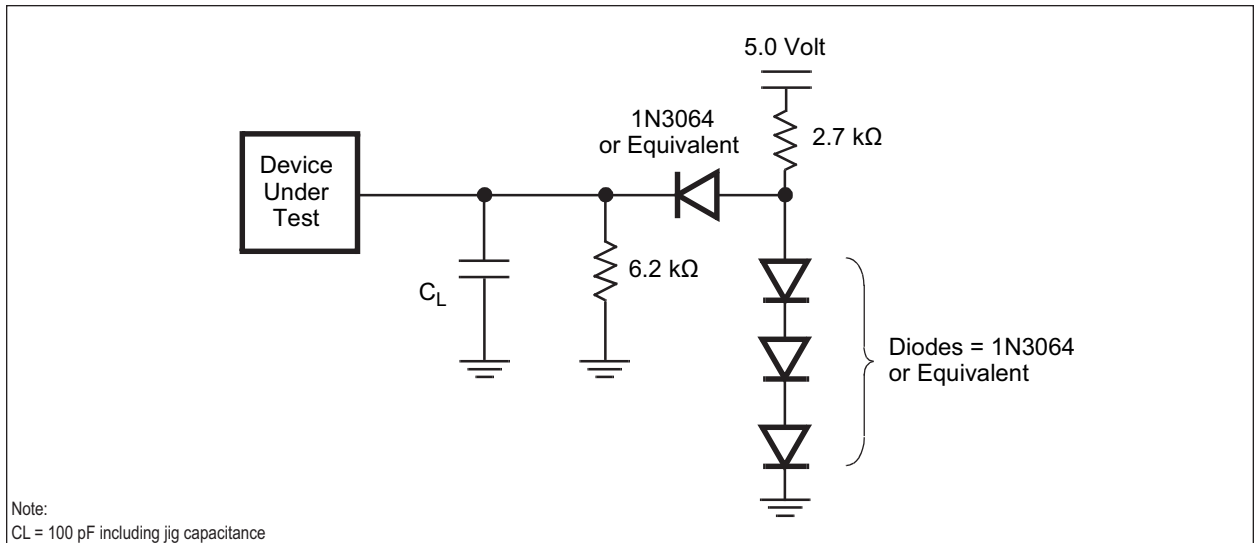 5.0 Volt
1N3064
or Equivalent
2.7 kΩ
Device
Under
Test
6.2 kΩ
CL
Diodes = 1N3064
or Equivalent
Note:
CL = 100 pF including jig capacitance